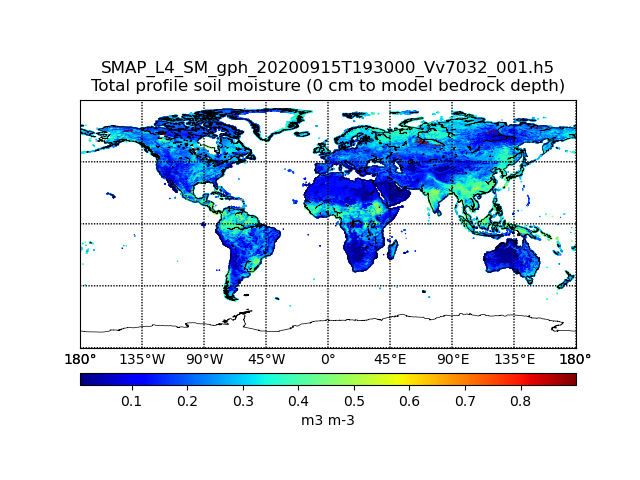 SMAP_L4_SM_gph_20200915T193000_Vv7032_001.h5
Total profile soil moisture (0 cm to model bedrock depth)
180° 135°W 90°W 45°W 0° 45°E 90°E 135°E 180°
0.1 0.2 0.3 0.4 0.5 0.6 0.7 0.8
m3 m-3